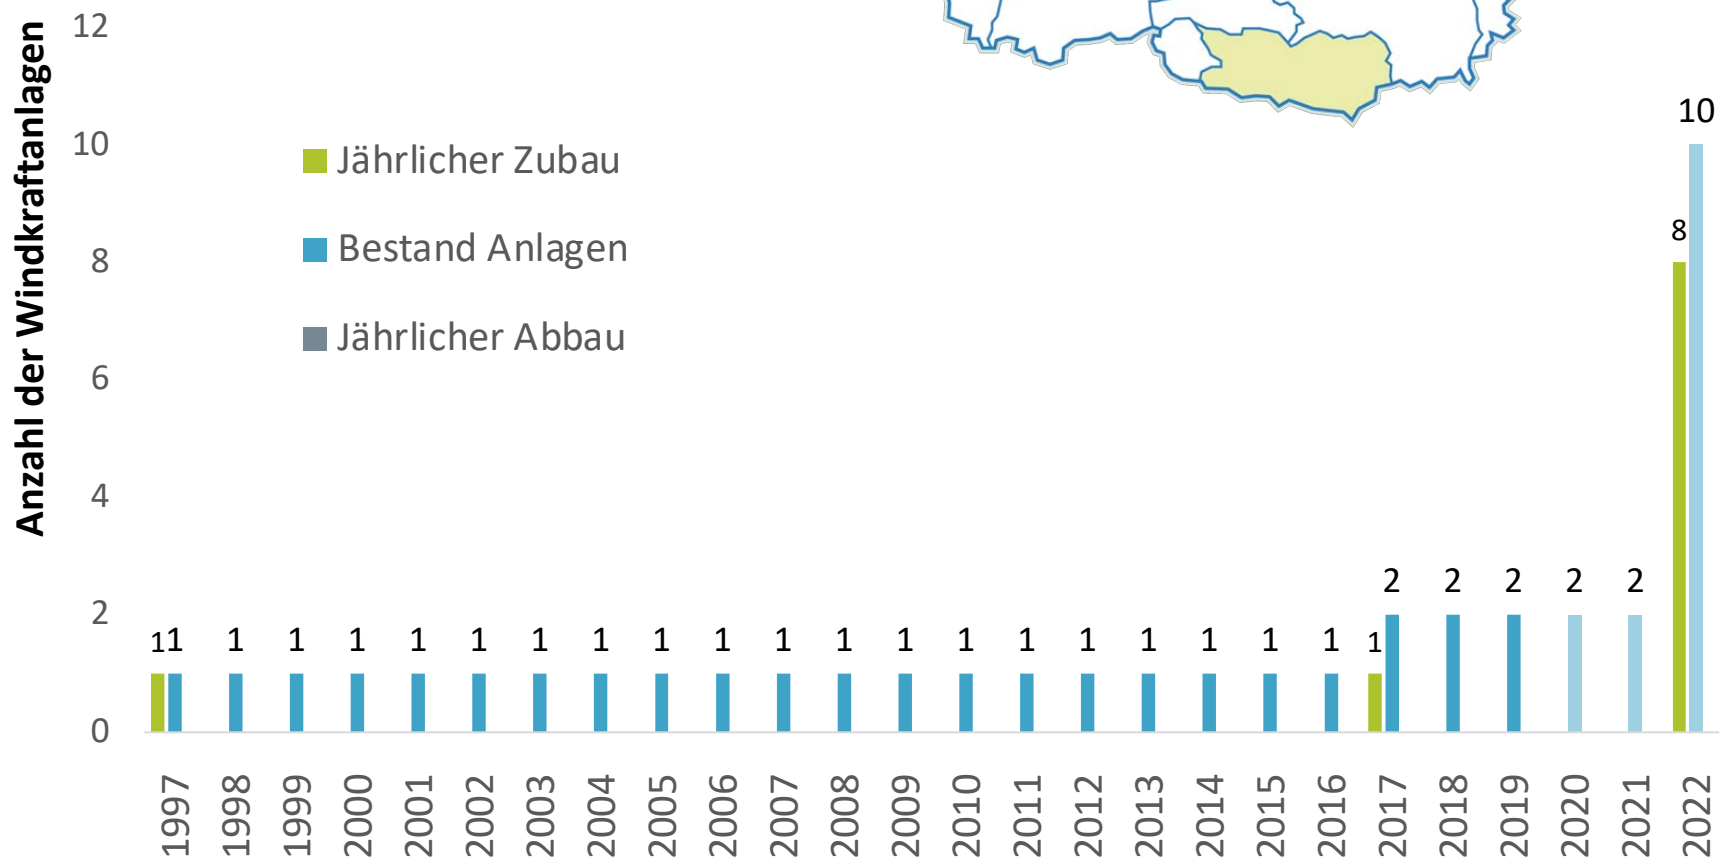 Anzahl der Windkraftanlagen
12
10
8
6
4
2
0
Jährlicher Zubau
Bestand Anlagen
Jährlicher Abbau
1 1 1 1 1 1 1 1 1 1 1 1 1 1 1 1 1 1 1 1 1 1 2 2 2 2 2 8 10
1997 1998 1999 2000 2001 2002 2003 2004 2005 2006 2007 2008 2009 2010 2011 2012 2013 2014 2015 2016 2017 2018 2019 2020 2021 2022